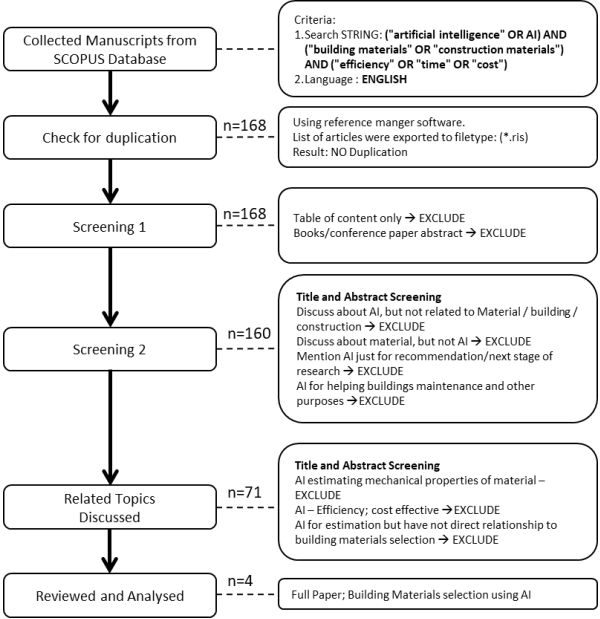 Collected Manuscripts from
SCOPUS Database
Criteria:
1.Search STRING: ("artificial intelligence" OR AI) AND
("building materials" OR "construction materials")
AND ("efficiency" OR "time" OR "cost")
2.Language : ENGLISH
Check for duplication
n=168
Using reference manger software.
List of articles were exported to filetype: (*.ris)
Result: NO Duplication
Screening 1
n=168
Table of content only → EXCLUDE
Books/conference paper abstract → EXCLUDE
Screening 2
n=160
Title and Abstract Screening
Discuss about AI, but not related to Material / building /
construction → EXCLUDE
Discuss about material, but not AI → EXCLUDE
Mention AI just for recommendation/next stage of
research → EXCLUDE
AI for helping buildings maintenance and other
purposes →EXCLUDE
Related Topics
Discussed
n=71
Title and Abstract Screening
AI estimating mechanical properties of material –
EXCLUDE
AI – Efficiency; cost effective →EXCLUDE
AI for estimation but have not direct relationship to
building materials selection → EXCLUDE
Reviewed and Analysed
n=4
Full Paper; Building Materials selection using AI